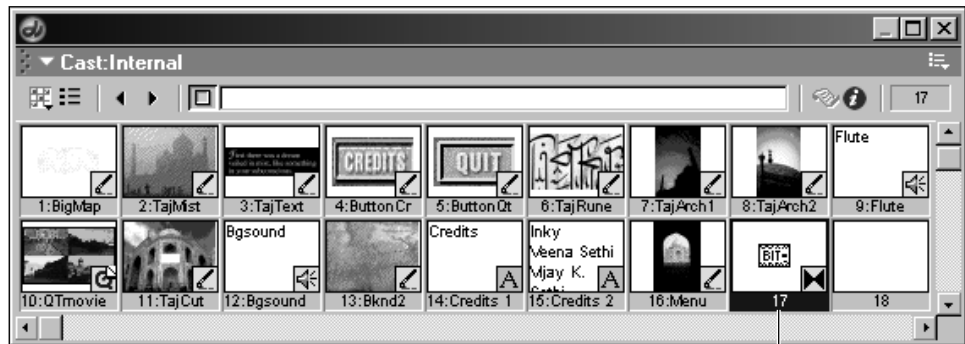 Cast:Internal
17
CREDITS
QUIT
Flute
1:BigMap
2:TajMist
3:TajText
4:ButtonCr
5:ButtonQt
6:TajRune
7:TajArch1
8:TajArch2
9:Flute
Bgsound
Credits
Inky
Veena Sethi
Vijay K.
Sethi
BIT-
10:QTmovie
11:TajCut
12:Bgsound
13:Bknd2
14:Credits 1
15:Credits 2
16:Menu
17
18